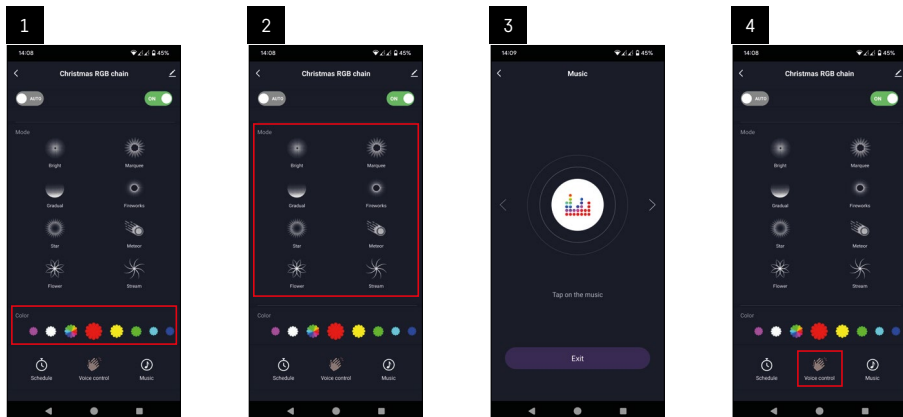 1
14:08
45%
Christmas RGB chain
AUTO
ON
Mode
Bright
Marquee
Gradual
Fireworks
Star
Meteor
Flower
Stream
Color
Schedule
Voice control
Music
2
14:08
45%
Christmas RGB chain
AUTO
ON
Mode
Bright
Marquee
Gradual
Fireworks
Star
Meteor
Flower
Stream
Color
Schedule
Voice control
Music
3
14:09
45%
Music
Tap on the music
Exit
4
14:08
45%
Christmas RGB chain
AUTO
ON
Mode
Bright
Marquee
Gradual
Fireworks
Star
Meteor
Flower
Stream
Color
Schedule
Voice control
Music